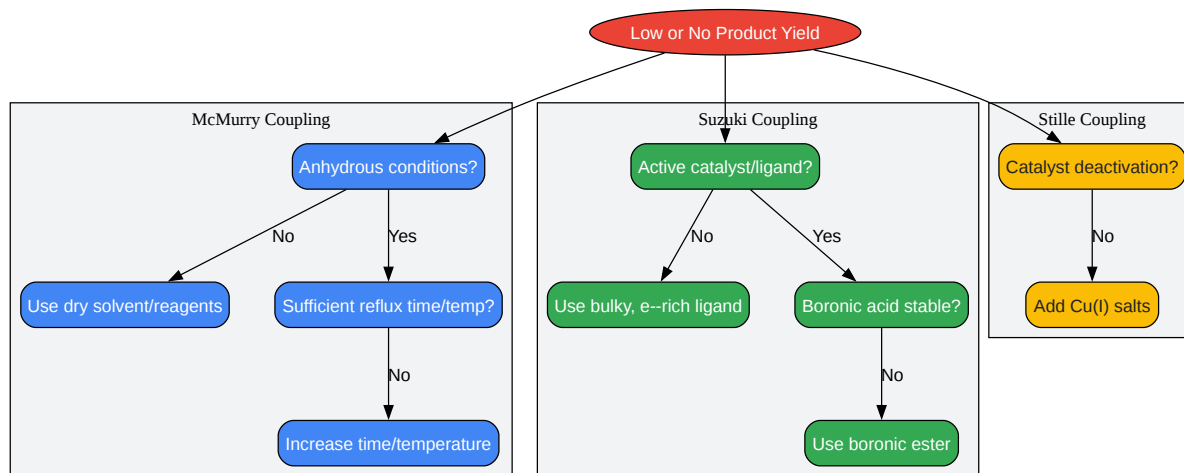 Low or No Product Yield
McMurry Coupling
Anhydrous conditions?
No
Yes
Use dry solvent/reagents
Sufficient reflux time/temp?
No
Increase time/temperature
Suzuki Coupling
Active catalyst/ligand?
No
Yes
Use bulky, e--rich ligand
Boronic acid stable?
No
Use boronic ester
Stille Coupling
Catalyst deactivation?
No
Add Cu(I) salts